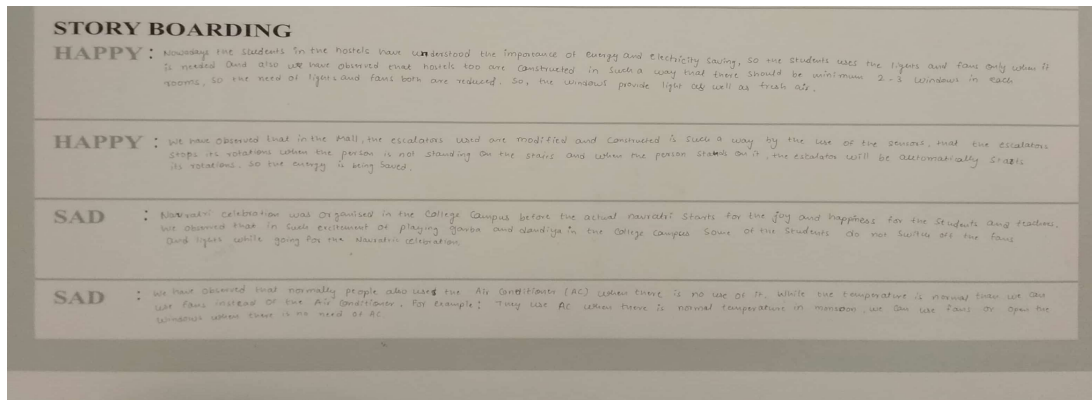 STORY BOARDING
HAPPY : Nowadays the students in the hostels have understood the importance of energy and electricity saving, so the students uses the lights and fans only when it
is needed and also we have observed that hostels too are constructed in such a way that there should be minimum 2-3 windows in each
rooms, so the need of lights and fans both are reduced. So, the windows provide light as well as fresh air.
HAPPY : We have observed that in the Mall, the escalators used are modified and constructed is such a way by the use of the sensors, that the escalators
stops its rotations when the person is not standing on the stairs and when the person stands on it, the escalator will be automatically starts
its rotations. So the energy is being saved.
SAD : Navratri celebration was organised in the College Campus before the actual navratri starts for the joy and happiness for the students and teachers.
We observed that in such excitement of playing garba and dandiya in the college campus some of the students do not switch off the fans
and lights while going for the Navratri celebration
SAD : We have observed that normally people also used the Air Conditioner (AC) when there is no use of it. While the temperature is normal then we can
use fans instead of the Air Conditioner. For example: They use AC when there is normal temperature in monsoon, we can use fans or open the
windows when there is no need of AC.